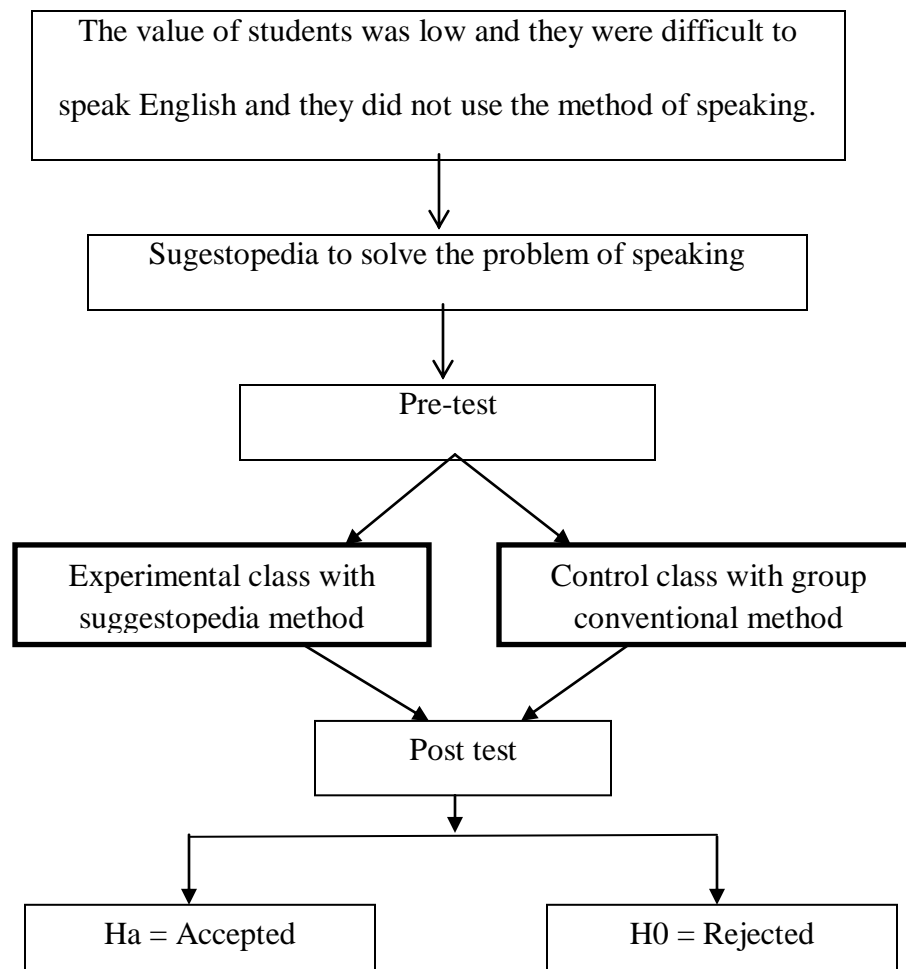 The value of students was low and they were difficult to
speak English and they did not use the method of speaking.
Sugestopedia to solve the problem of speaking
Pre-test
Experimental class with
suggestopedia method
Control class with group
conventional method
Post test
Ha = Accepted
H0 = Rejected